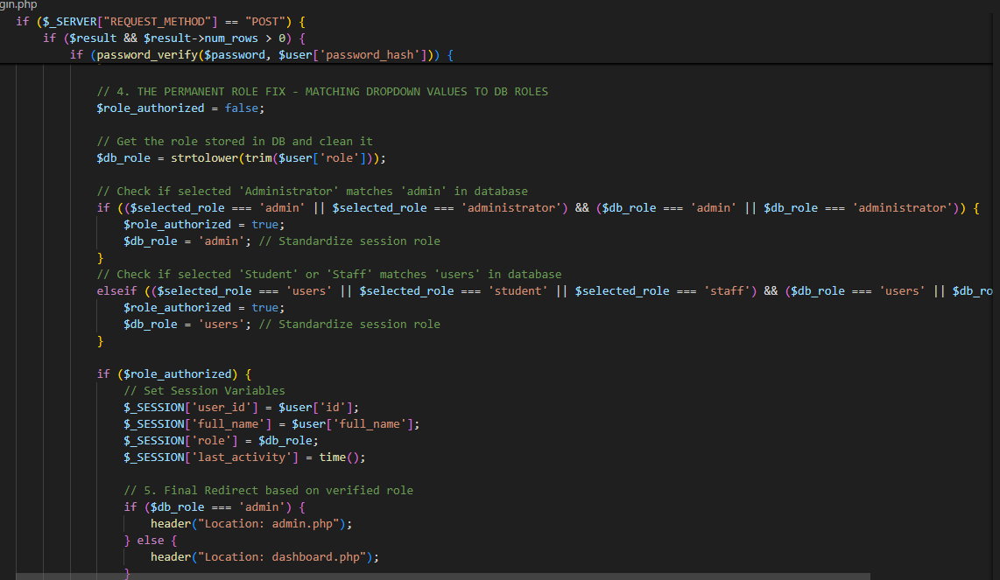 gin.php
if ($_SERVER["REQUEST_METHOD"] == "POST") {
if ($result && $result->num_rows > 0) {
if (password_verify($password, $user['password_hash'])) {
// 4. THE PERMANENT ROLE FIX - MATCHING DROPDOWN VALUES TO DB ROLES
$role_authorized = false;
// Get the role stored in DB and clean it
$db_role = strtolower(trim($user['role']));
// Check if selected 'Administrator' matches 'admin' in database
if (($selected_role === 'admin' || $selected_role === 'administrator') && ($db_role === 'admin' || $db_role === 'administrator')) {
$role_authorized = true;
$db_role = 'admin'; // Standardize session role
}
// Check if selected 'Student' or 'Staff' matches 'users' in database
elseif (($selected_role === 'users' || $selected_role === 'student' || $selected_role === 'staff') && ($db_role === 'users' || $db_ro
$role_authorized = true;
$db_role = 'users'; // Standardize session role
}
if ($role_authorized) {
// Set Session Variables
$_SESSION['user_id'] = $user['id'];
$_SESSION['full_name'] = $user['full_name'];
$_SESSION['role'] = $db_role;
$_SESSION['last_activity'] = time();
// 5. Final Redirect based on verified role
if ($db_role === 'admin') {
header("Location: admin.php");
} else {
header("Location: dashboard.php");
}